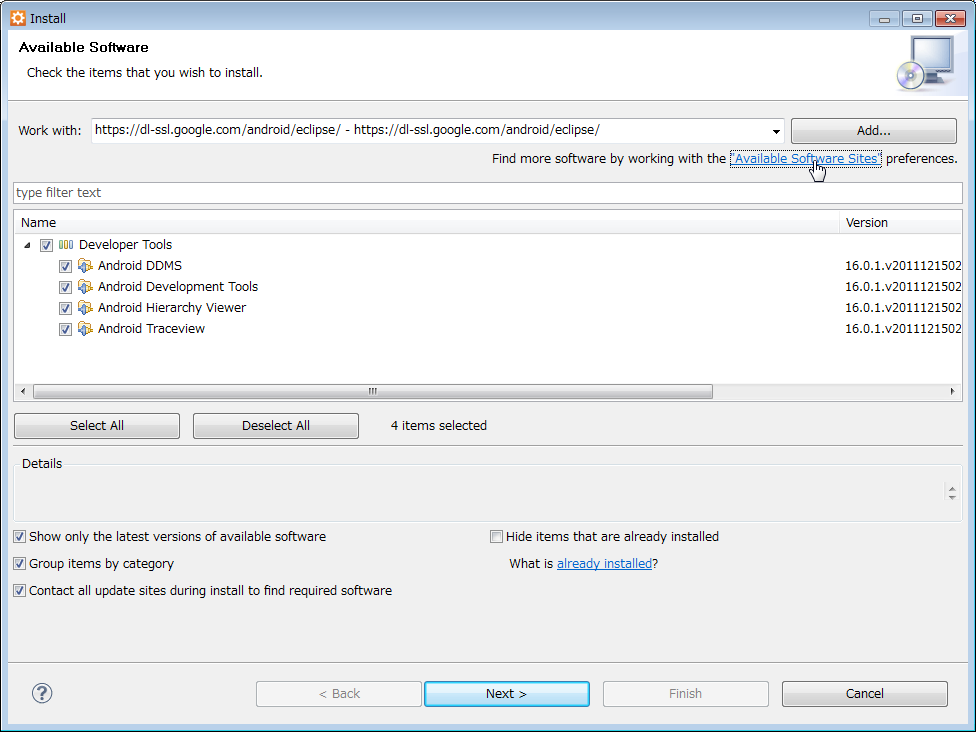 Install
Available Software
Check the items that you wish to install.
Work with: https://dl-ssl.google.com/android/eclipse/ - https://dl-ssl.google.com/android/eclipse/ Add...
Find more software by working with the "Available Software Sites" preferences.
type filter text
Name Version
Developer Tools
Android DDMS 16.0.1.v2011121502
Android Development Tools 16.0.1.v2011121502
Android Hierarchy Viewer 16.0.1.v2011121502
Android Traceview 16.0.1.v2011121502
Select All Deselect All 4 items selected
Details
Show only the latest versions of available software Hide items that are already installed
Group items by category What is already installed?
Contact all update sites during install to find required software
? < Back Next > Finish Cancel